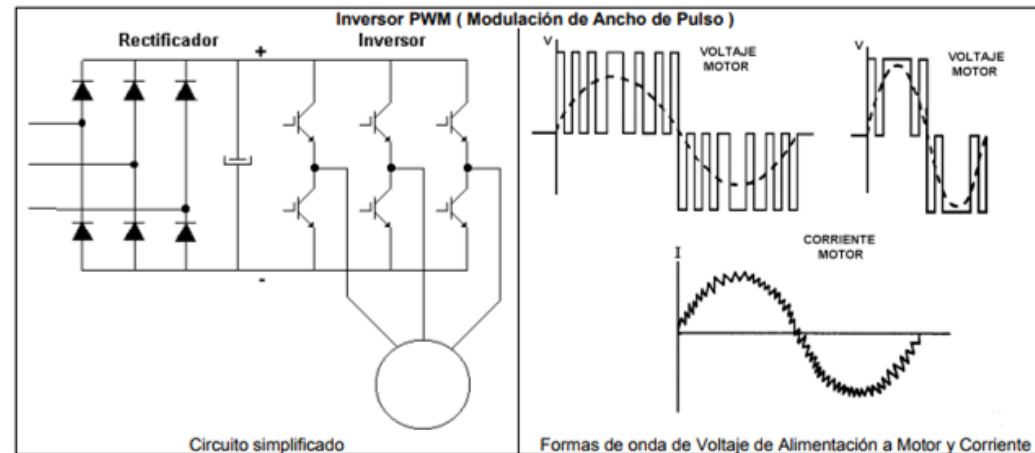 Inversor PWM ( Modulación de Ancho de Pulso )
Rectificador
+
Inversor
-
Circuito simplificado
V
VOLTAJE
MOTOR
V
VOLTAJE
MOTOR
CORRIENTE
MOTOR
I
Formas de onda de Voltaje de Alimentación a Motor y Corriente